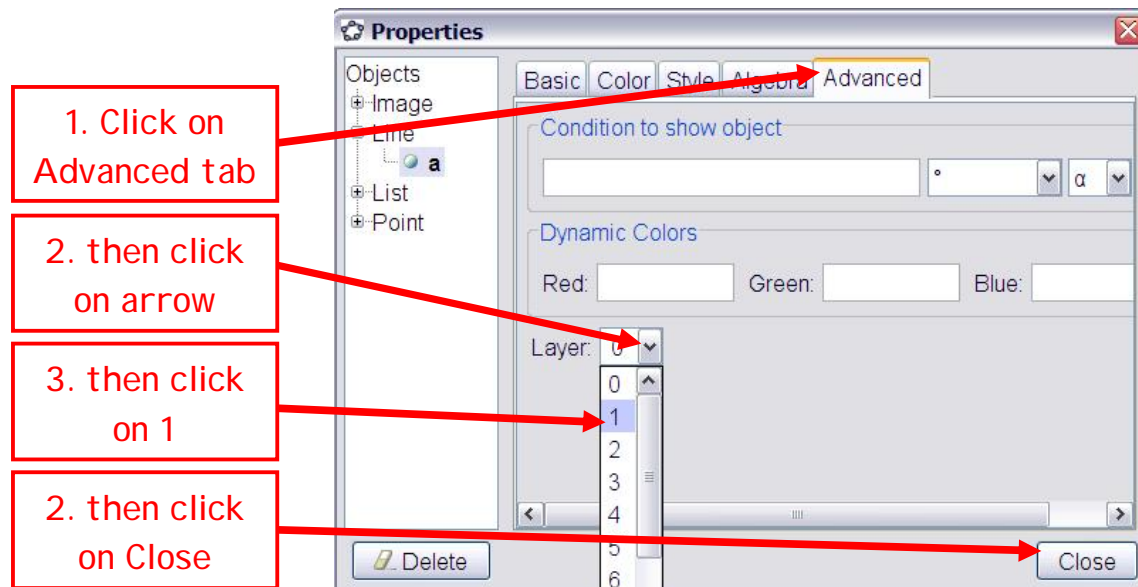 Properties
Objects
Image
Line
a
List
Point
Basic Color Style Algebra Advanced
Condition to show object
° α
Dynamic Colors
Red: Green: Blue:
Layer: 0
0
1
2
3
4
5
6
Delete
Close
1. Click on
Advanced tab
2. then click
on arrow
3. then click
on 1
2. then click
on Close